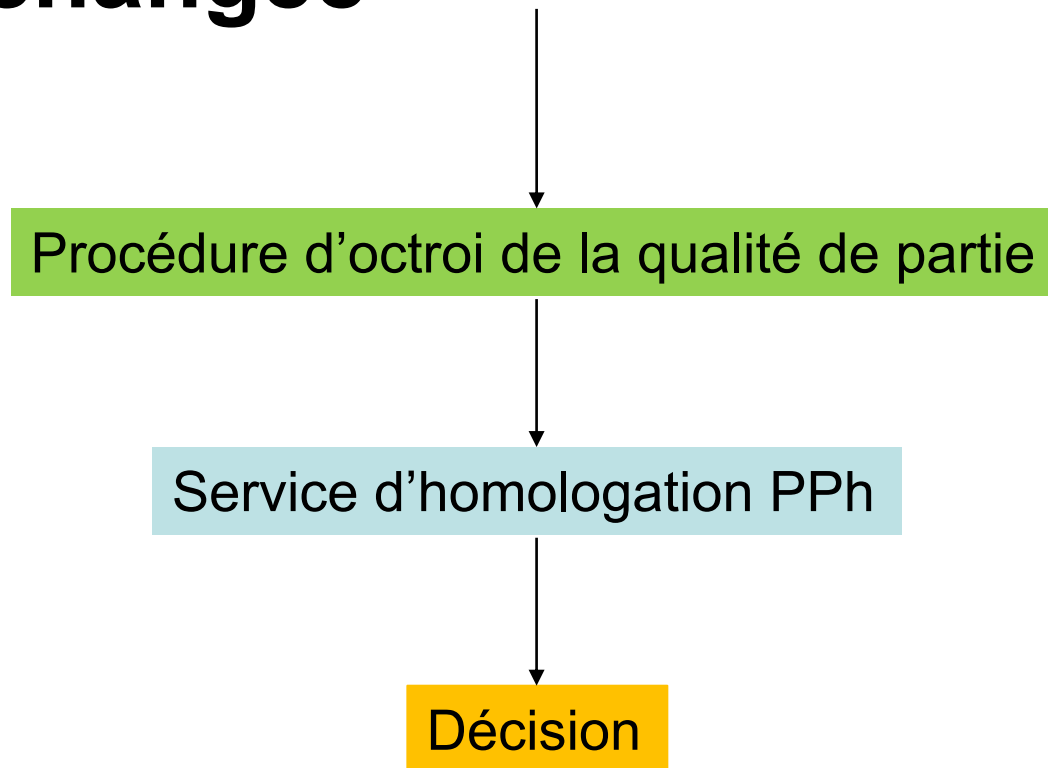 Procédure d’octroi de la qualité de partie
Service d’homologation PPh
Décision